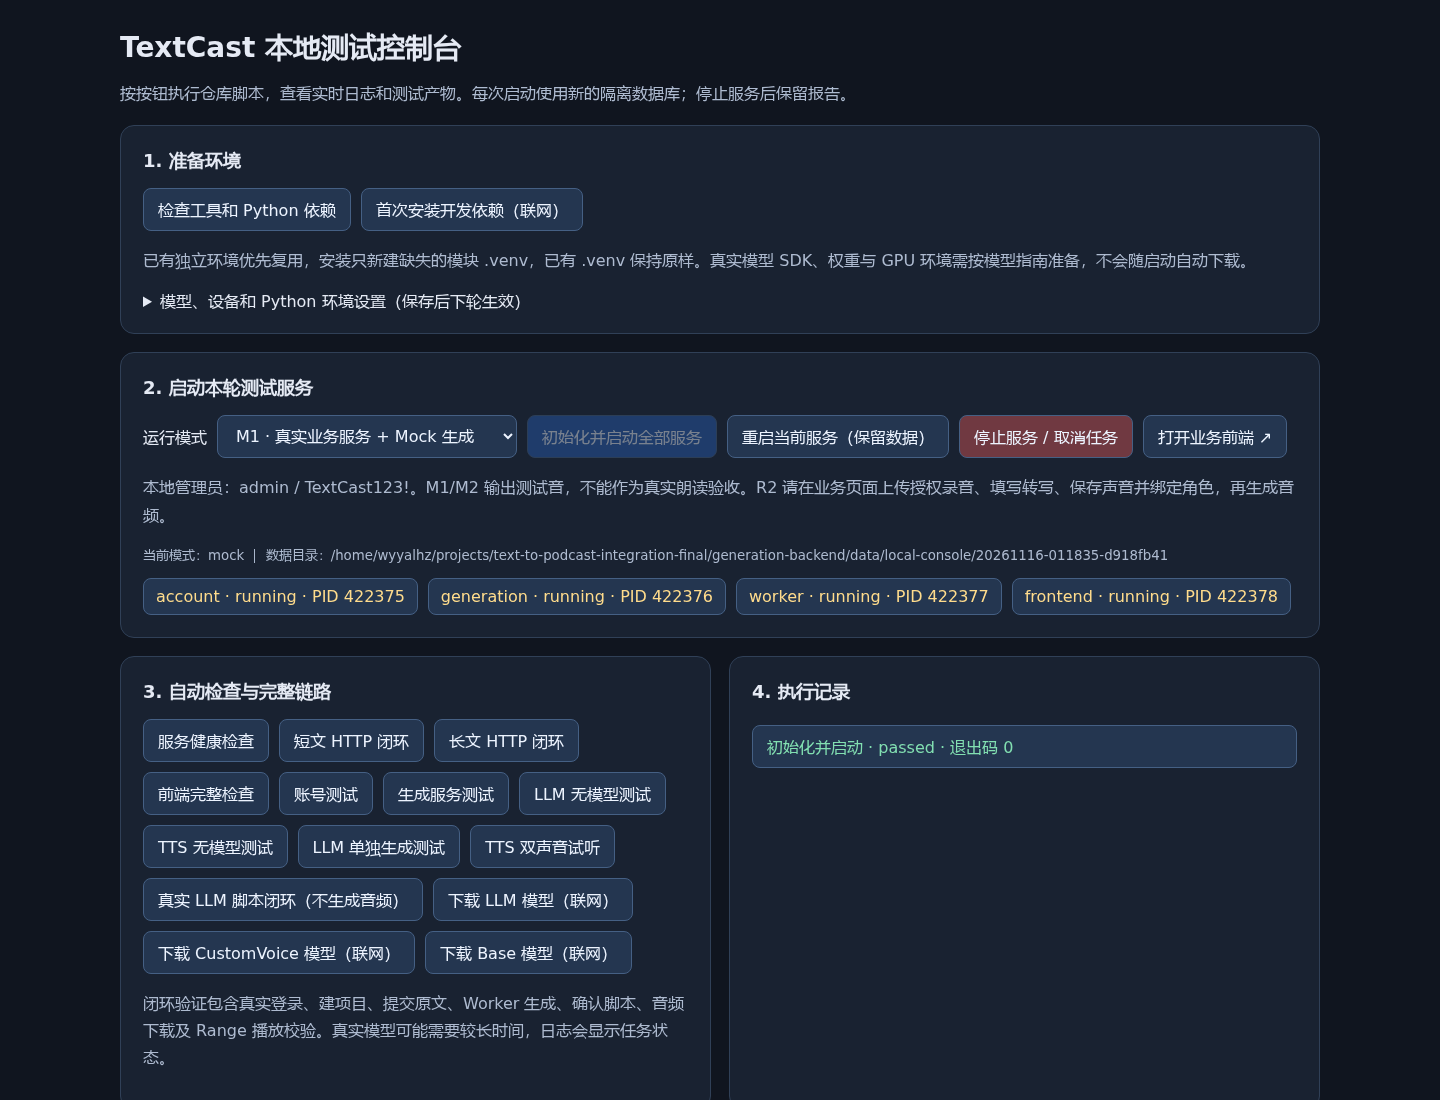 TextCast 本地测试控制台
按按钮执行仓库脚本，查看实时日志和测试产物。每次启动使用新的隔离数据库；停止服务后保留报告。
1. 准备环境
检查工具和 Python 依赖
首次安装开发依赖（联网）
已有独立环境优先复用，安装只新建缺失的模块 .venv，已有 .venv 保持原样。真实模型 SDK、权重与 GPU 环境需按模型指南准备，不会随启动自动下载。
▶ 模型、设备和 Python 环境设置（保存后下轮生效）
2. 启动本轮测试服务
运行模式
M1 · 真实业务服务 + Mock 生成
初始化并启动全部服务
重启当前服务（保留数据）
停止服务 / 取消任务
打开业务前端 ↗
本地管理员：admin / TextCast123!。M1/M2 输出测试音，不能作为真实朗读验收。R2 请在业务页面上传授权录音、填写转写、保存声音并绑定角色，再生成音
频。
当前模式：mock ｜ 数据目录：/home/wyyalhz/projects/text-to-podcast-integration-final/generation-backend/data/local-console/20261116-011835-d918fb41
account · running · PID 422375
generation · running · PID 422376
worker · running · PID 422377
frontend · running · PID 422378
3. 自动检查与完整链路
服务健康检查
短文 HTTP 闭环
长文 HTTP 闭环
前端完整检查
账号测试
生成服务测试
LLM 无模型测试
TTS 无模型测试
LLM 单独生成测试
TTS 双声音试听
真实 LLM 脚本闭环（不生成音频）
下载 LLM 模型（联网）
下载 CustomVoice 模型（联网）
下载 Base 模型（联网）
闭环验证包含真实登录、建项目、提交原文、Worker 生成、确认脚本、音频
下载及 Range 播放校验。真实模型可能需要较长时间，日志会显示任务状
态。
4. 执行记录
初始化并启动 · passed · 退出码 0